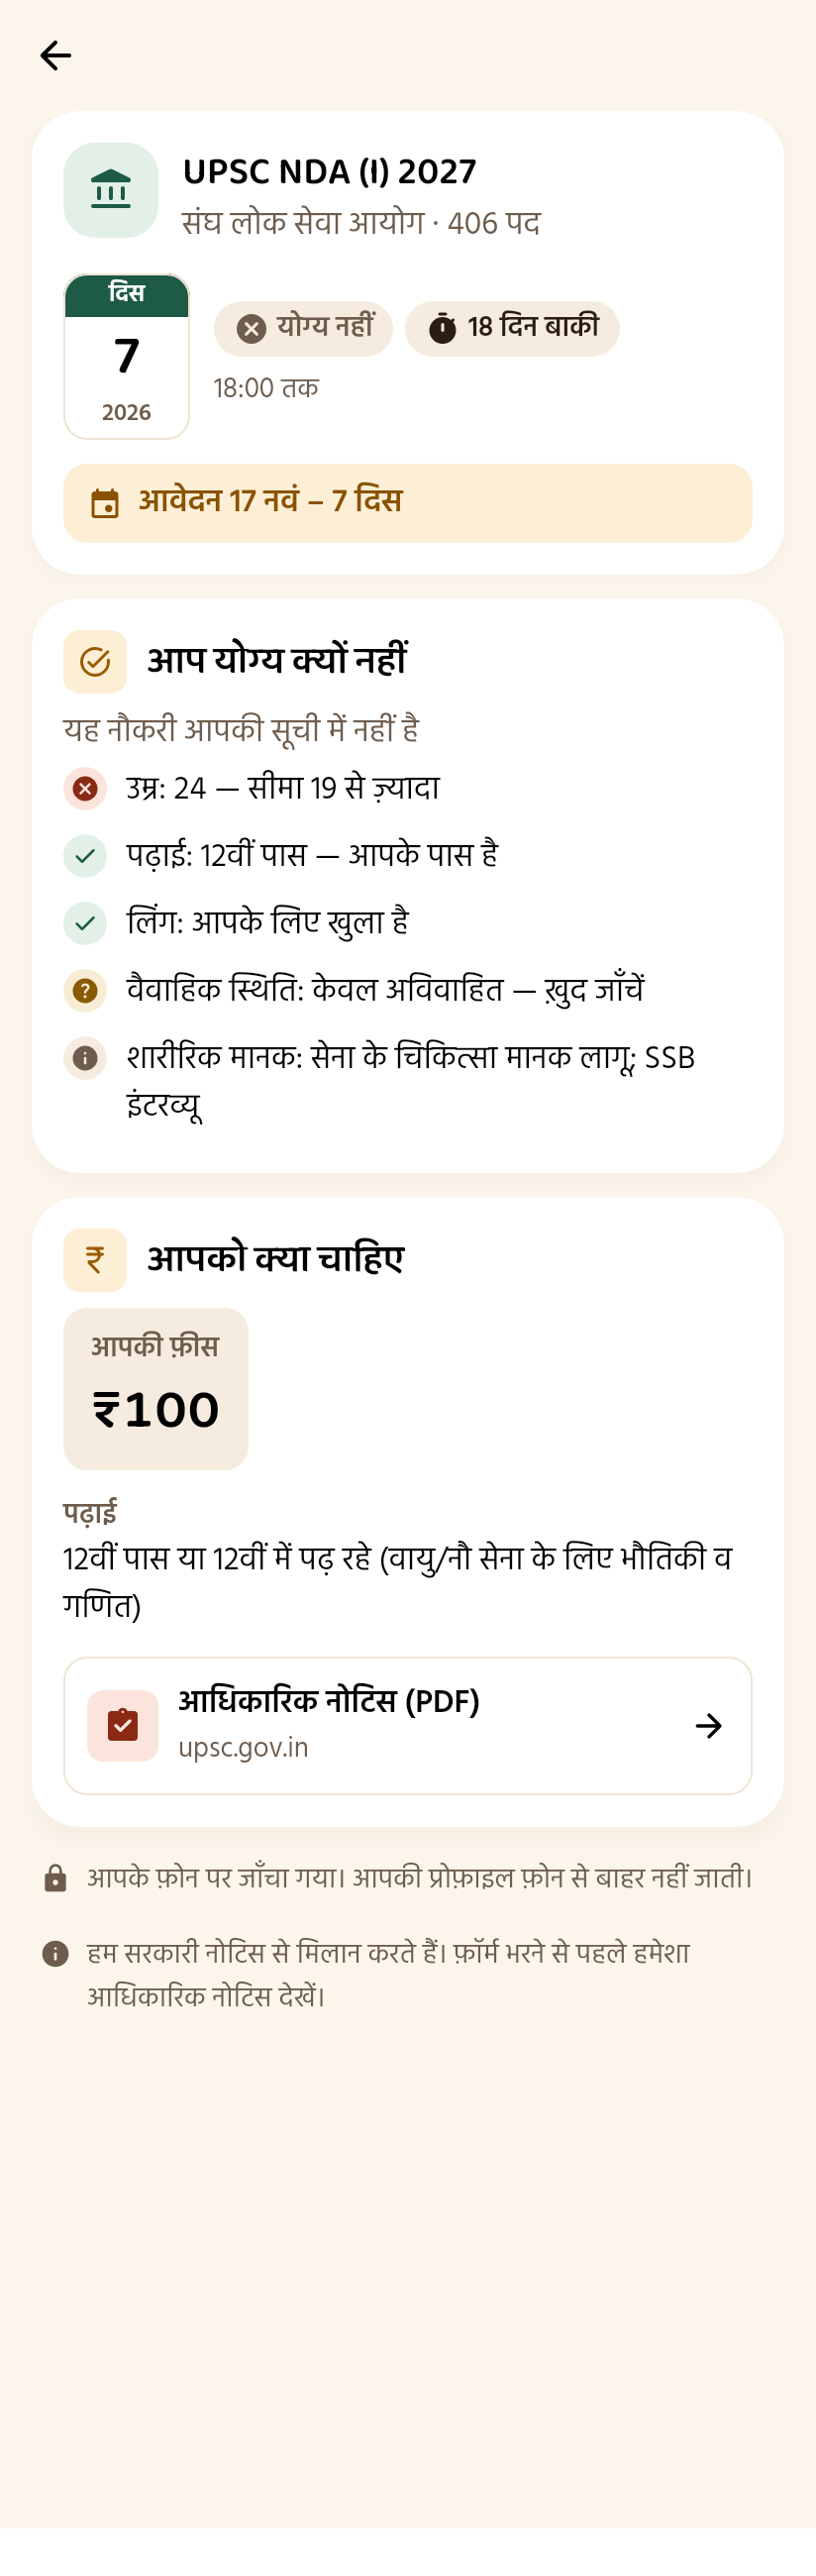 UPSC NDA (I) 2027
संघ लोक सेवा आयोग · 406 पद
दिस
7
2026
योग्य नहीं
18 दिन बाकी
18:00 तक
आवेदन 17 नवं – 7 दिस
आप योग्य क्यों नहीं
यह नौकरी आपकी सूची में नहीं है
उम्र: 24 — सीमा 19 से ज़्यादा
पढ़ाई: 12वीं पास — आपके पास है
लिंग: आपके लिए खुला है
वैवाहिक स्थिति: केवल अविवाहित — ख़ुद जाँचें
शारीरिक मानक: सेना के चिकित्सा मानक लागू; SSB
इंटरव्यू
आपको क्या चाहिए
आपकी फ़ीस
₹100
पढ़ाई
12वीं पास या 12वीं में पढ़ रहे (वायु/नौ सेना के लिए भौतिकी व
गणित)
आधिकारिक नोटिस (PDF)
upsc.gov.in
आपके फ़ोन पर जाँचा गया। आपकी प्रोफ़ाइल फ़ोन से बाहर नहीं जाती।
हम सरकारी नोटिस से मिलान करते हैं। फ़ॉर्म भरने से पहले हमेशा
आधिकारिक नोटिस देखें।